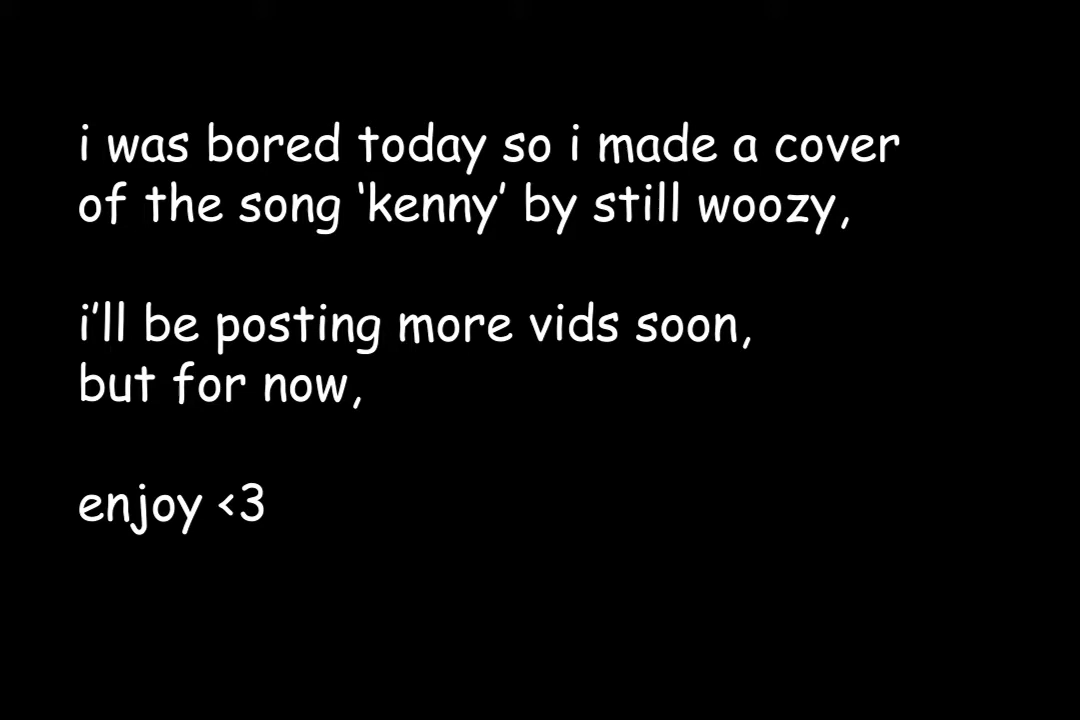 i was bored today so i made a cover
of the song ‘kenny’ by still woozy,
i’ll be posting more vids soon,
but for now,
enjoy <3